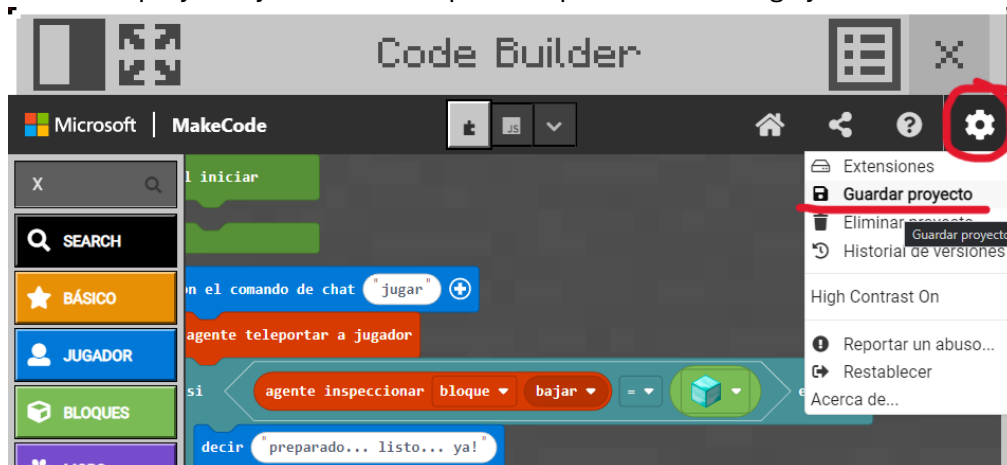 Code Builder
Microsoft | MakeCode
JS
X
SEARCH
BÁSICO
JUGADOR
BLOQUES
l iniciar
n el comando de chat "jugar"
agente teleportar a jugador
si agente inspeccionar bloque bajar = e
decir "preparado... listo... ya!"
Extensiones
Guardar proyecto
Eliminar proyecto
Guardar proyecto
Historial de versiones
High Contrast On
Reportar un abuso...
Restablecer
Acerca de...